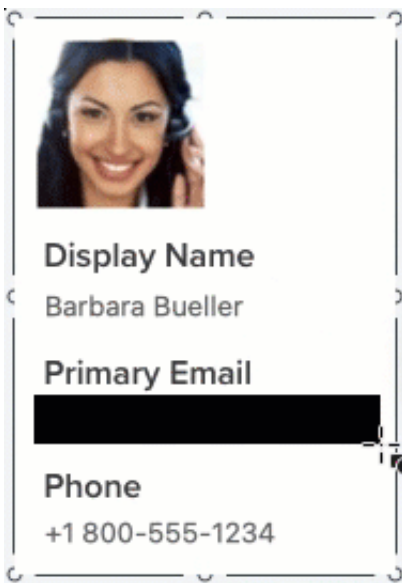 Display Name
Barbara Bueller
Primary Email
Phone
+1 800-555-1234